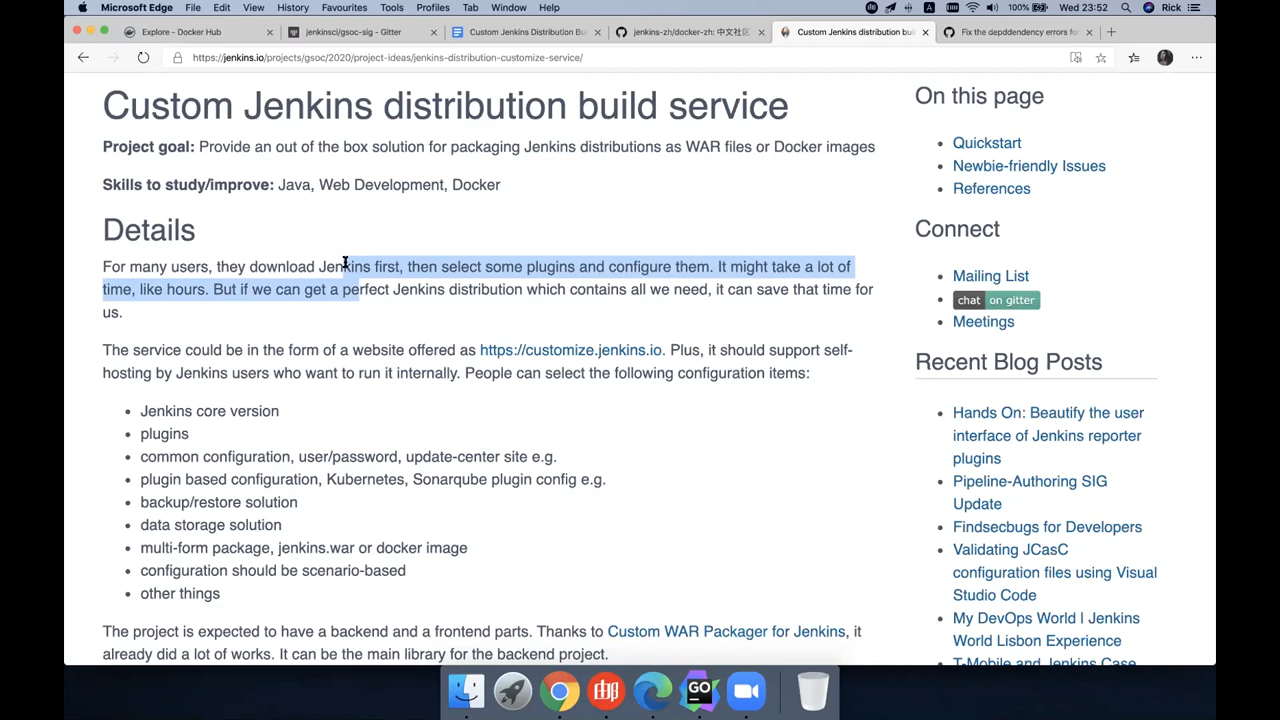 Microsoft Edge File Edit View History Favourites Tools Profiles Tab Window Help A 100% Wed 23:52 Rick
Explore - Docker Hub
jenkinsci/gsoc-sig - Gitter
Custom Jenkins Distribution Bu
jenkins-zh/docker-zh: 中文社区
Custom Jenkins distribution bui
Fix the depddendency errors fo
https://jenkins.io/projects/gsoc/2020/project-ideas/jenkins-distribution-customize-service/
Custom Jenkins distribution build service
Project goal: Provide an out of the box solution for packaging Jenkins distributions as WAR files or Docker images
Skills to study/improve: Java, Web Development, Docker
Details
For many users, they download Jenkins first, then select some plugins and configure them. It might take a lot of
time, like hours. But if we can get a perfect Jenkins distribution which contains all we need, it can save that time for
us.
The service could be in the form of a website offered as https://customize.jenkins.io. Plus, it should support self-
hosting by Jenkins users who want to run it internally. People can select the following configuration items:
• Jenkins core version
• plugins
• common configuration, user/password, update-center site e.g.
• plugin based configuration, Kubernetes, Sonarqube plugin config e.g.
• backup/restore solution
• data storage solution
• multi-form package, jenkins.war or docker image
• configuration should be scenario-based
• other things
The project is expected to have a backend and a frontend parts. Thanks to Custom WAR Packager for Jenkins, it
already did a lot of works. It can be the main library for the backend project.
On this page
• Quickstart
• Newbie-friendly Issues
• References
Connect
• Mailing List
• chat on gitter
• Meetings
Recent Blog Posts
• Hands On: Beautify the user
interface of Jenkins reporter
plugins
• Pipeline-Authoring SIG
Update
• Findsecbugs for Developers
• Validating JCasC
configuration files using Visual
Studio Code
• My DevOps World | Jenkins
World Lisbon Experience
• T-Mobile and Jenkins Case
邮
GO